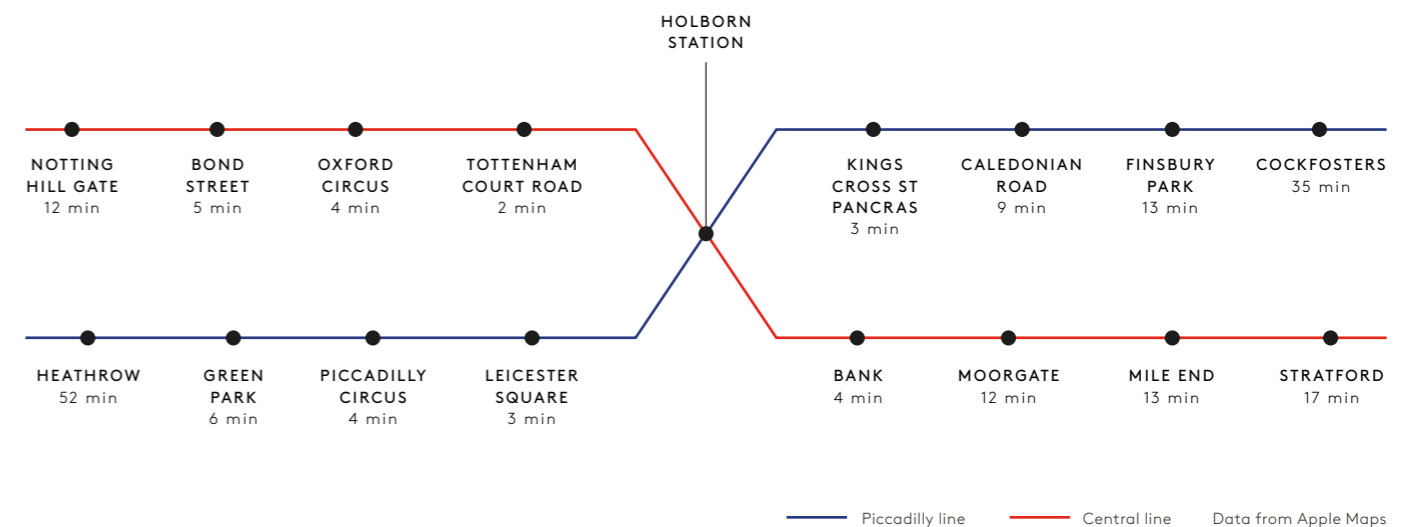 HOLBORN
STATION
NOTTING
HILL GATE
12 min
BOND
STREET
5 min
OXFORD
CIRCUS
4 min
TOTTENHAM
COURT ROAD
2 min
KINGS
CROSS ST
PANCRAS
3 min
CALEDONIAN
ROAD
9 min
FINSBURY
PARK
13 min
COCKFOSTERS
35 min
HEATHROW
52 min
GREEN
PARK
6 min
PICCADILLY
CIRCUS
4 min
LEICESTER
SQUARE
3 min
BANK
4 min
MOORGATE
12 min
MILE END
13 min
STRATFORD
17 min
Piccadilly line
Central line
Data from Apple Maps